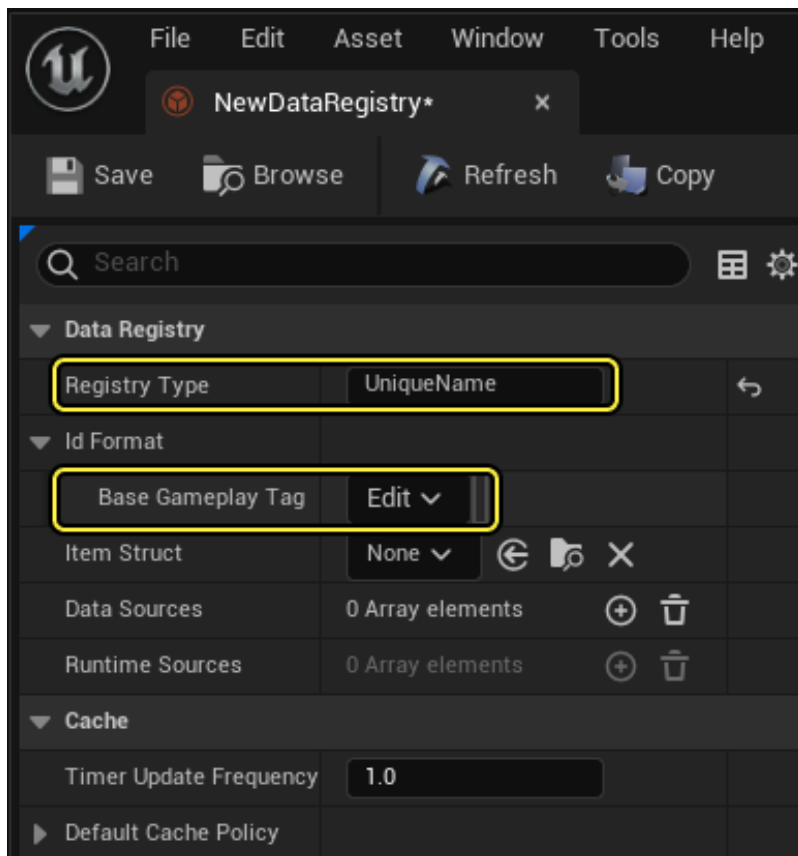 File Edit Asset Window Tools Help
NewDataRegistry*
Save Browse Refresh Copy
Search
Data Registry
Registry Type UniqueName
Id Format
Base Gameplay Tag Edit
Item Struct None
Data Sources 0 Array elements
Runtime Sources 0 Array elements
Cache
Timer Update Frequency 1.0
Default Cache Policy